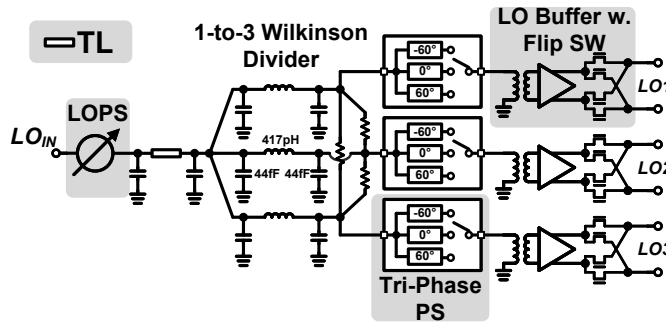 TL
1-to-3 Wilkinson
Divider
LO Buffer w.
Flip SW
LOPS
LOIN
417pH
44fF 44fF
-60°
0°
60°
LO1
-60°
0°
60°
LO2
-60°
0°
60°
LO3
Tri-Phase
PS